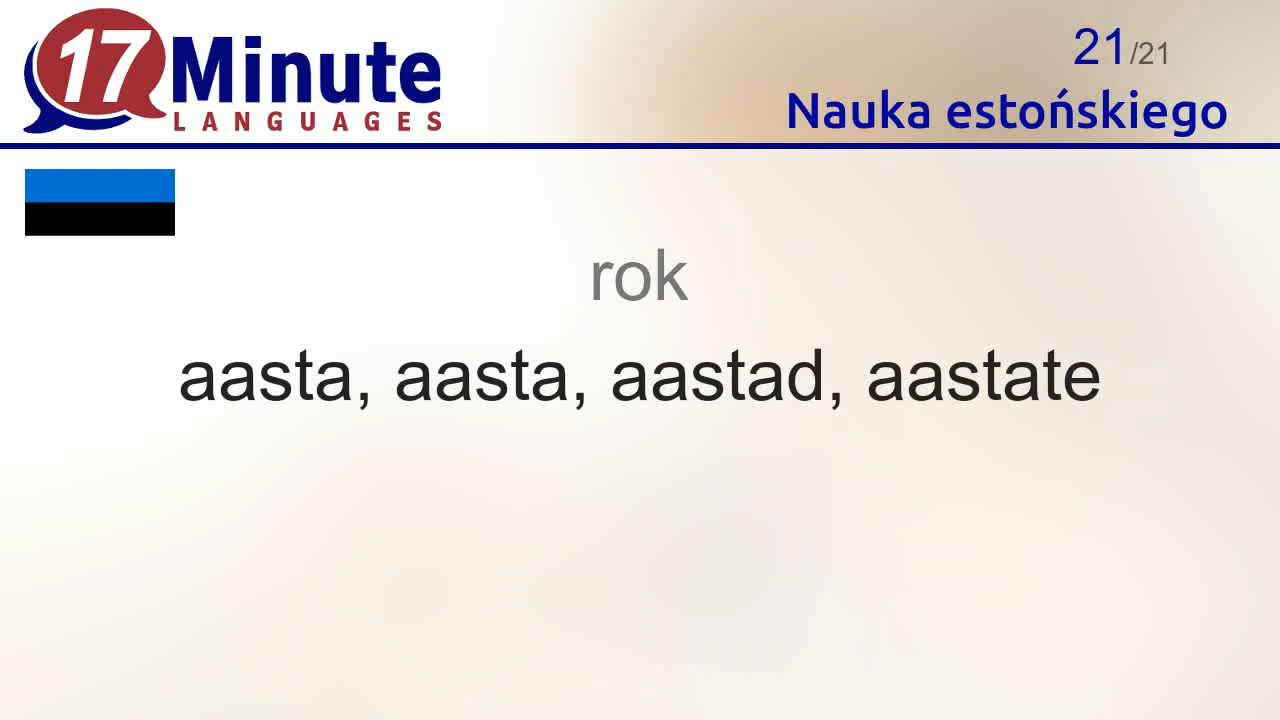 17 Minute
LANGUAGES
21/21
Nauka estońskiego
rok
aasta, aasta, aastad, aastate